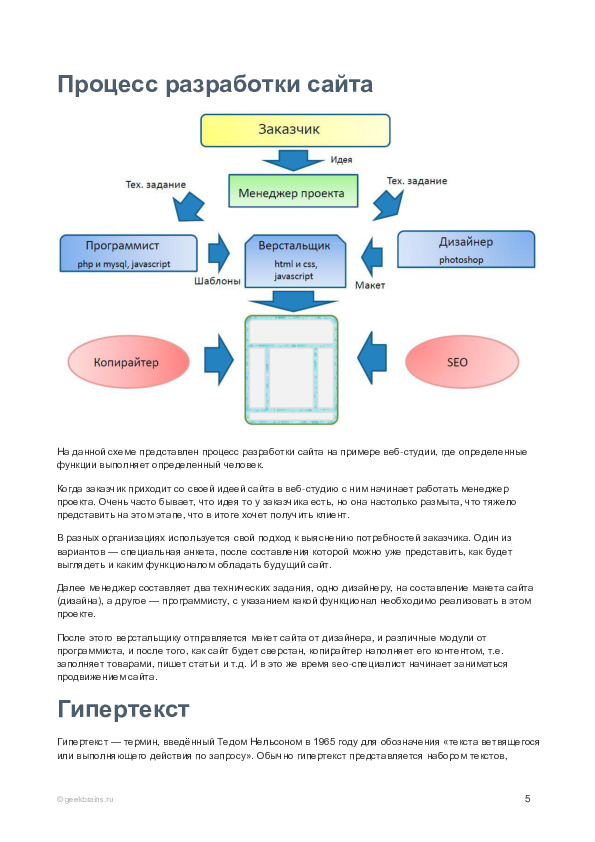 Процесс разработки сайта
Заказчик
Идея
Тех. задание
Менеджер проекта
Тех. задание
Программист
php и mysql, javascript
Шаблоны
Верстальщик
html и css,
javascript
Макет
Дизайнер
photoshop
Копирайтер
SEO
На данной схеме представлен процесс разработки сайта на примере веб-студии, где определенные
функции выполняет определенный человек.
Когда заказчик приходит со своей идеей сайта в веб-студию с ним начинает работать менеджер
проекта. Очень часто бывает, что идея то у заказчика есть, но она настолько размыта, что тяжело
представить на этом этапе, что в итоге хочет получить клиент.
В разных организациях используется свой подход к выяснению потребностей заказчика. Один из
вариантов — специальная анкета, после составления которой можно уже представить, как будет
выглядеть и каким функционалом обладать будущий сайт.
Далее менеджер составляет два технических задания, одно дизайнеру, на составление макета сайта
(дизайна), а другое — программисту, с указанием какой функционал необходимо реализовать в этом
проекте.
После этого верстальщику отправляется макет сайта от дизайнера, и различные модули от
программиста, и после того, как сайт будет сверстан, копирайтер наполняет его контентом, т.е.
заполняет товарами, пишет статьи и т.д. И в это же время seo-специалист начинает заниматься
продвижением сайта.
Гипертекст
Гипертекст — термин, введённый Тедом Нельсоном в 1965 году для обозначения «текста ветвящегося
или выполняющего действия по запросу». Обычно гипертекст представляется набором текстов,
© geekbrains.ru
5